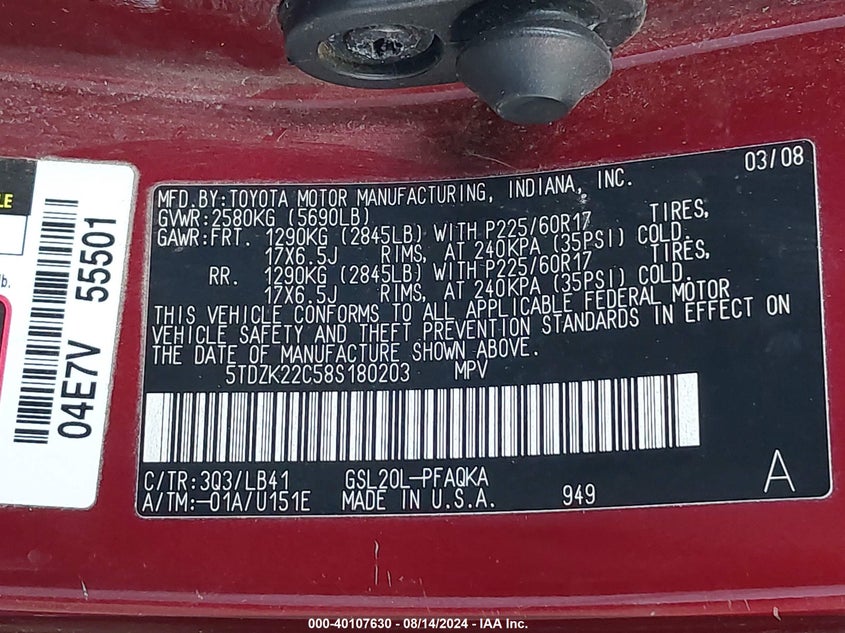 LE
lb.
04E7V 55501
03/08
MFD.BY:TOYOTA MOTOR MANUFACTURING, INDIANA, INC.
GVWR:2580KG (5690LB)
GAWR:FRT. 1290KG (2845LB) WITH P225/60R17 TIRES,
17X6.5J RIMS, AT 240KPA (35PSI) COLD.
RR. 1290KG (2845LB) WITH P225/60R17 TIRES,
17X6.5J RIMS, AT 240KPA (35PSI) COLD.
THIS VEHICLE CONFORMS TO ALL APPLICABLE FEDERAL MOTOR
VEHICLE SAFETY AND THEFT PREVENTION STANDARDS IN EFFECT ON
THE DATE OF MANUFACTURE SHOWN ABOVE.
5TDZK22C58S180203 MPV
C/TR:3Q3/LB41 GSL20L-PFAQKA
A/TM:-01A/U151E MADE IN U.S.A. 949 A
000-40107630 - 08/14/2024 - IAA Inc.